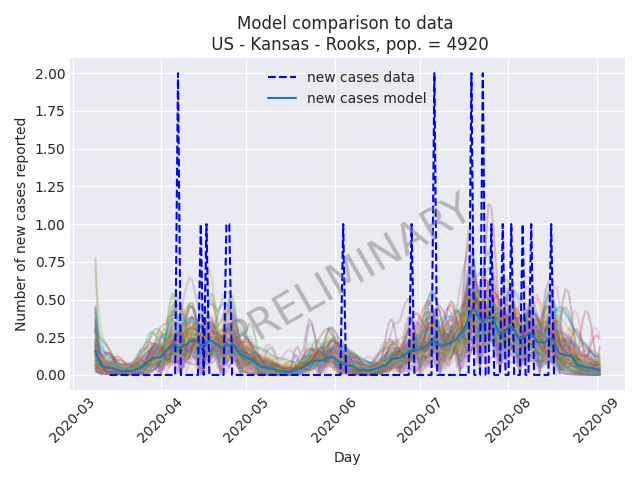 Model comparison to data
US - Kansas - Rooks, pop. = 4920
new cases data
new cases model
Number of new cases reported
2.00
1.75
1.50
1.25
1.00
0.75
0.50
0.25
0.00
PRELIMINARY
2020-03
2020-04
2020-05
2020-06
2020-07
2020-08
2020-09
Day